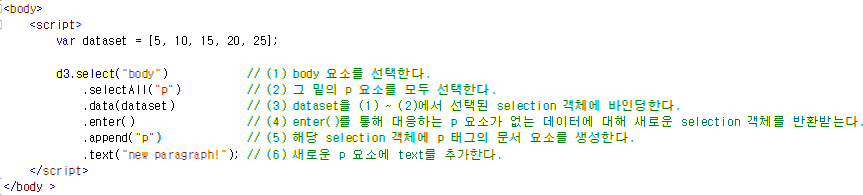 <body>
<script>
var dataset = [5, 10, 15, 20, 25];
d3.select("body") // (1) body 요소를 선택한다.
.selectAll("p") // (2) 그 밑의 p 요소를 모두 선택한다.
.data(dataset) // (3) dataset을 (1) ~ (2)에서 선택된 selection 객체에 바인딩한다.
.enter() // (4) enter()를 통해 대응하는 p 요소가 없는 데이터에 대해 새로운 selection 객체를 반환받는다.
.append("p") // (5) 해당 selection 객체에 p 태그의 문서 요소를 생성한다.
.text("new paragraph!"); // (6) 새로운 p 요소에 text를 추가한다.
</script>
</body >